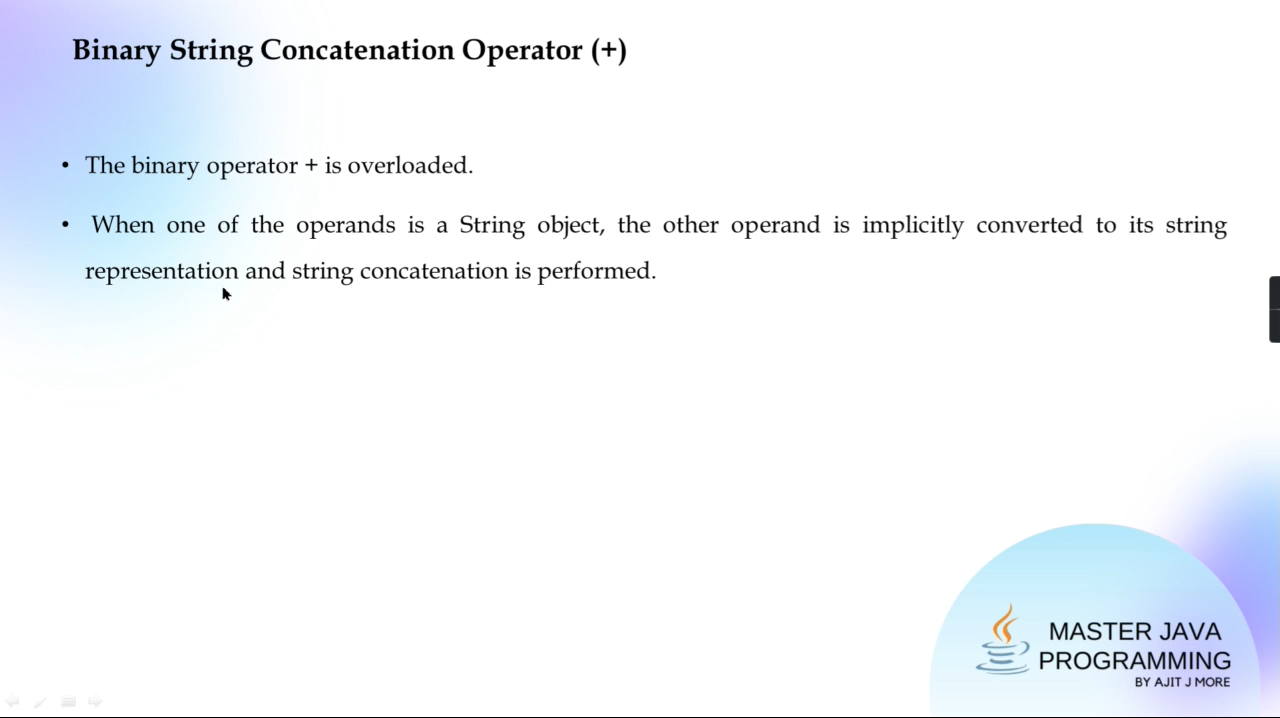 Binary String Concatenation Operator (+)
• The binary operator + is overloaded.
• When one of the operands is a String object, the other operand is implicitly converted to its string
representation and string concatenation is performed.
MASTER JAVA
PROGRAMMING
BY AJIT J MORE